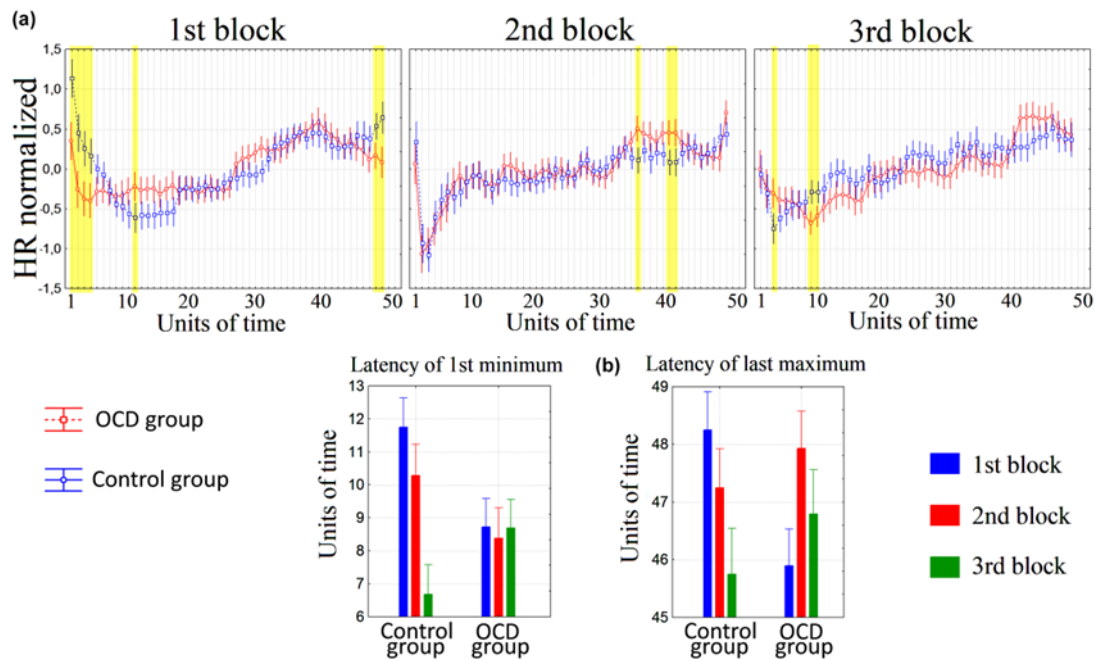 (a)
1st block
2nd block
3rd block
HR normalized
1,5
1,0
0,5
0,0
-0,5
-1,0
-1,5
1 10 20 30 40 50
1 10 20 30 40 50
1 10 20 30 40 50
Units of time
Units of time
Units of time
(b)
Latency of 1st minimum
Latency of last maximum
OCD group
Control group
Units of time
13
12
11
10
9
8
7
6
Control group
OCD group
Units of time
49
48
47
46
45
Control group
OCD group
1st block
2nd block
3rd block